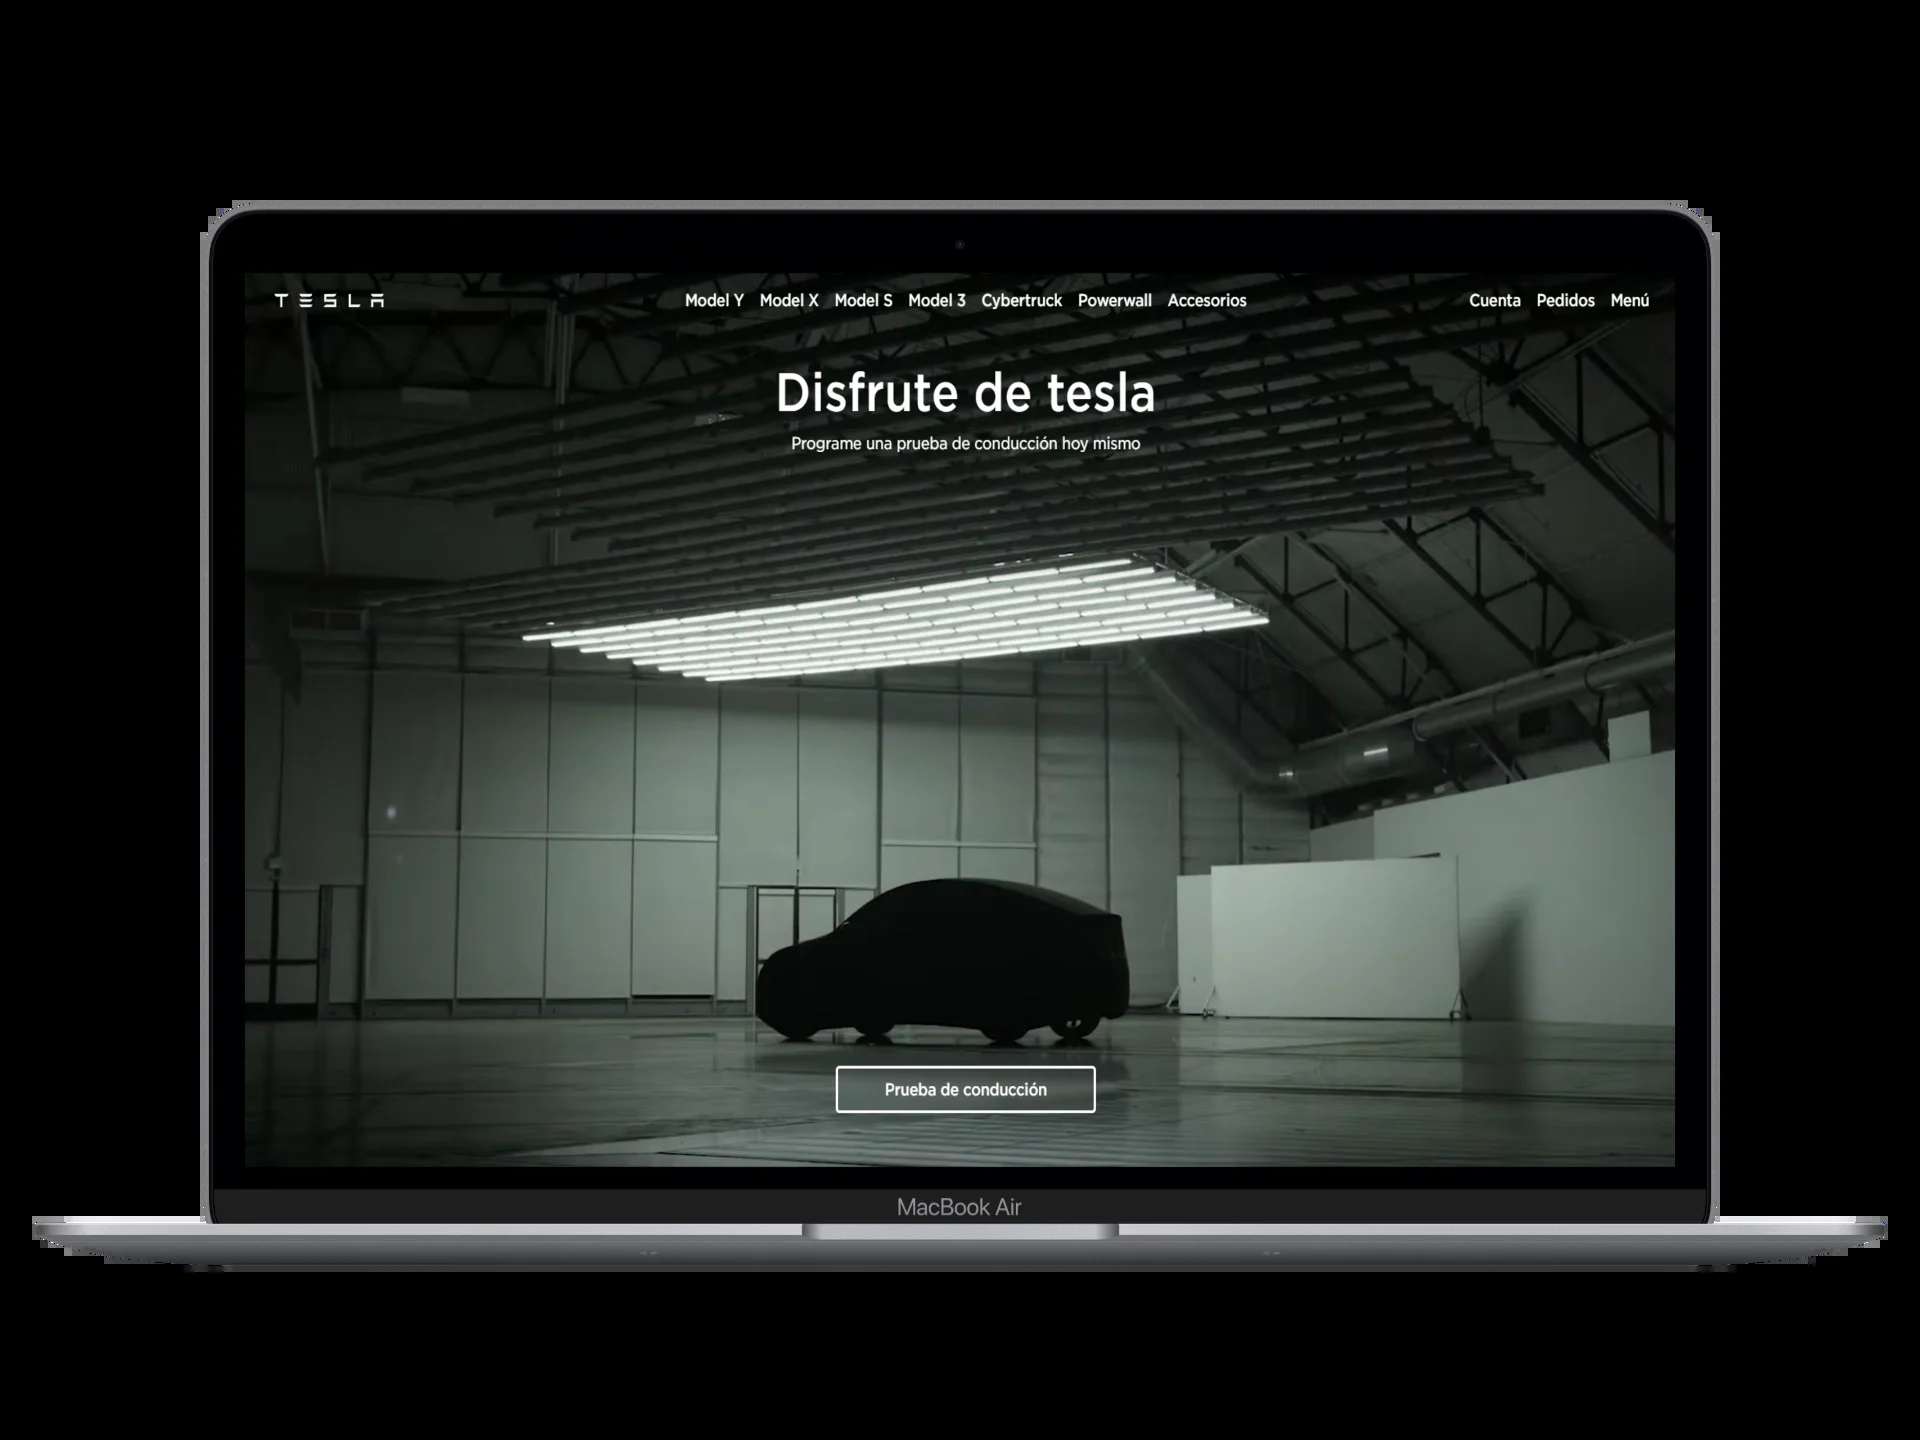 TESLA Model Y Model X Model S Model 3 Cybertruck Powerwall Accesorios Cuenta Pedidos Menú
Disfrute de tesla
Programe una prueba de conducción hoy mismo
Prueba de conducción
MacBook Air